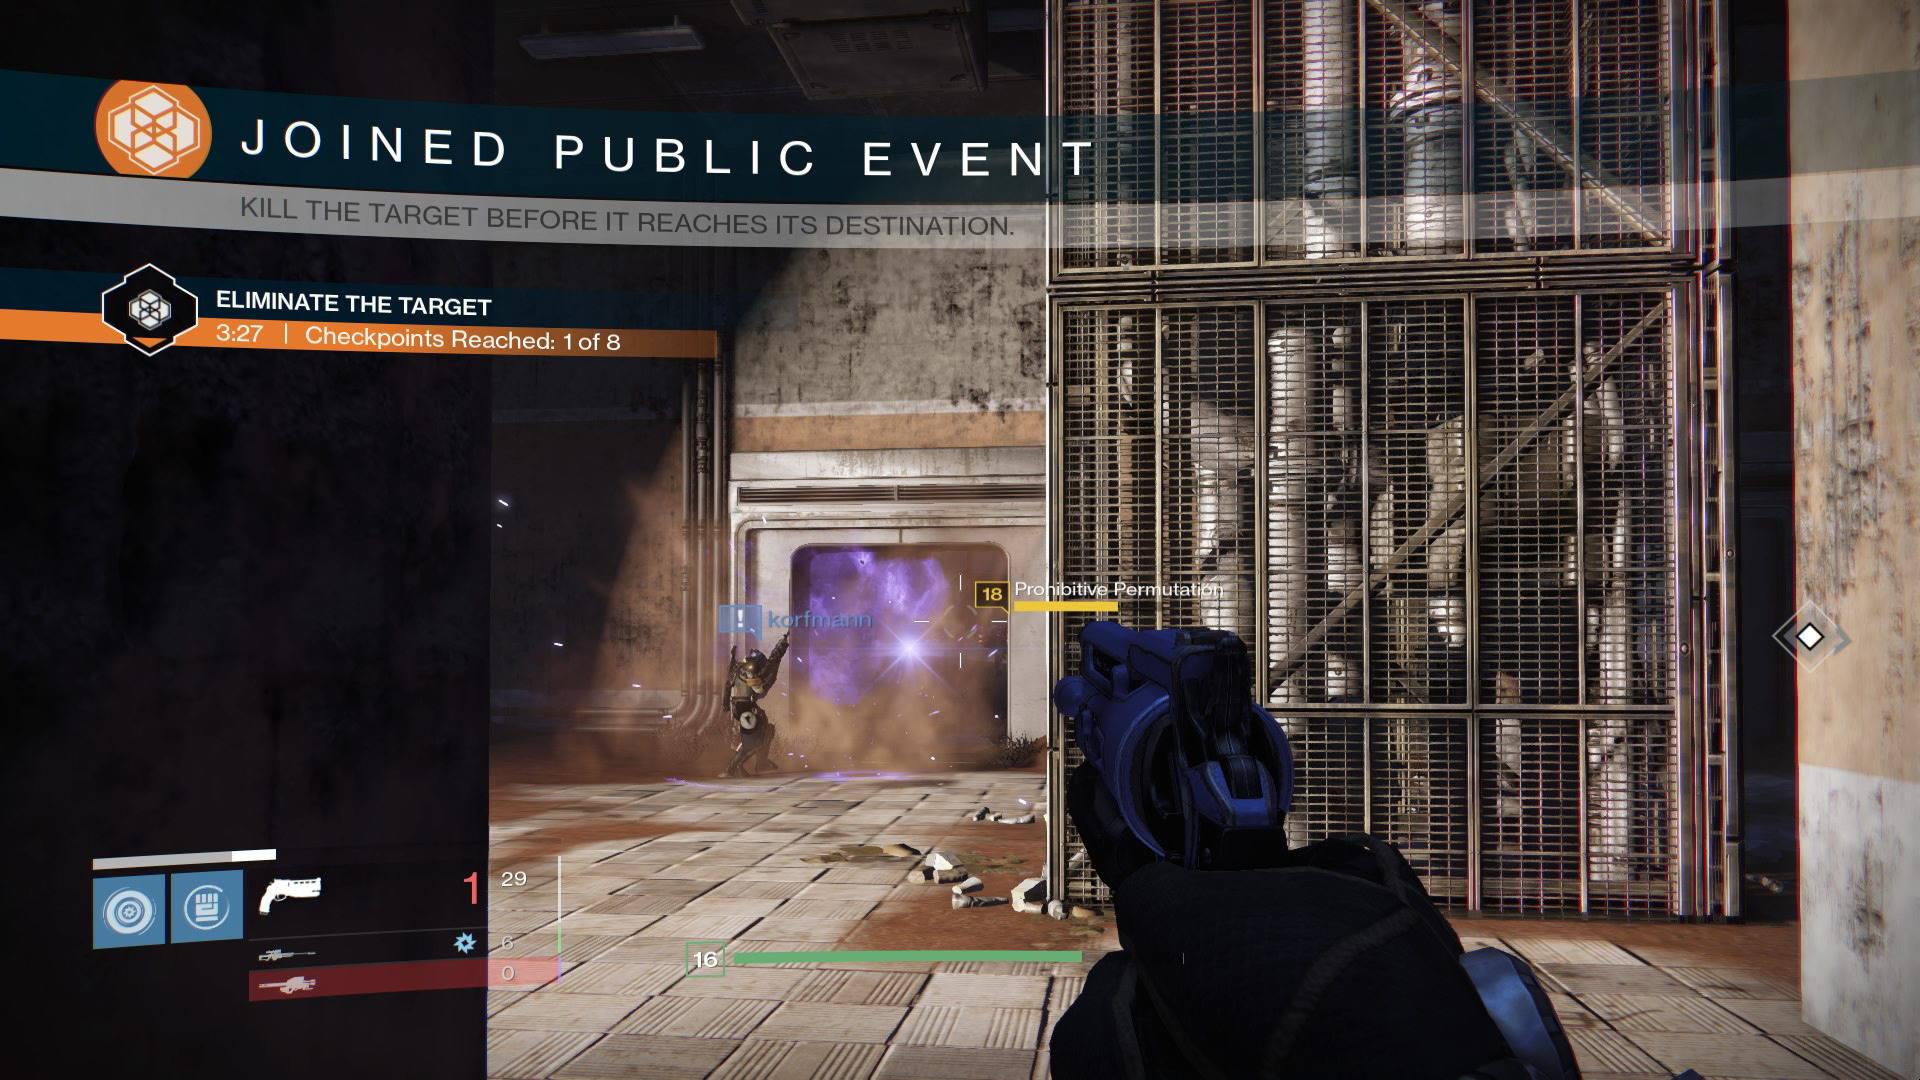 JOINED PUBLIC EVENT
KILL THE TARGET BEFORE IT REACHES ITS DESTINATION.
ELIMINATE THE TARGET
3:27 | Checkpoints Reached: 1 of 8
18 Prohibitive Permutation
! korfmann
1 29
6
0
16